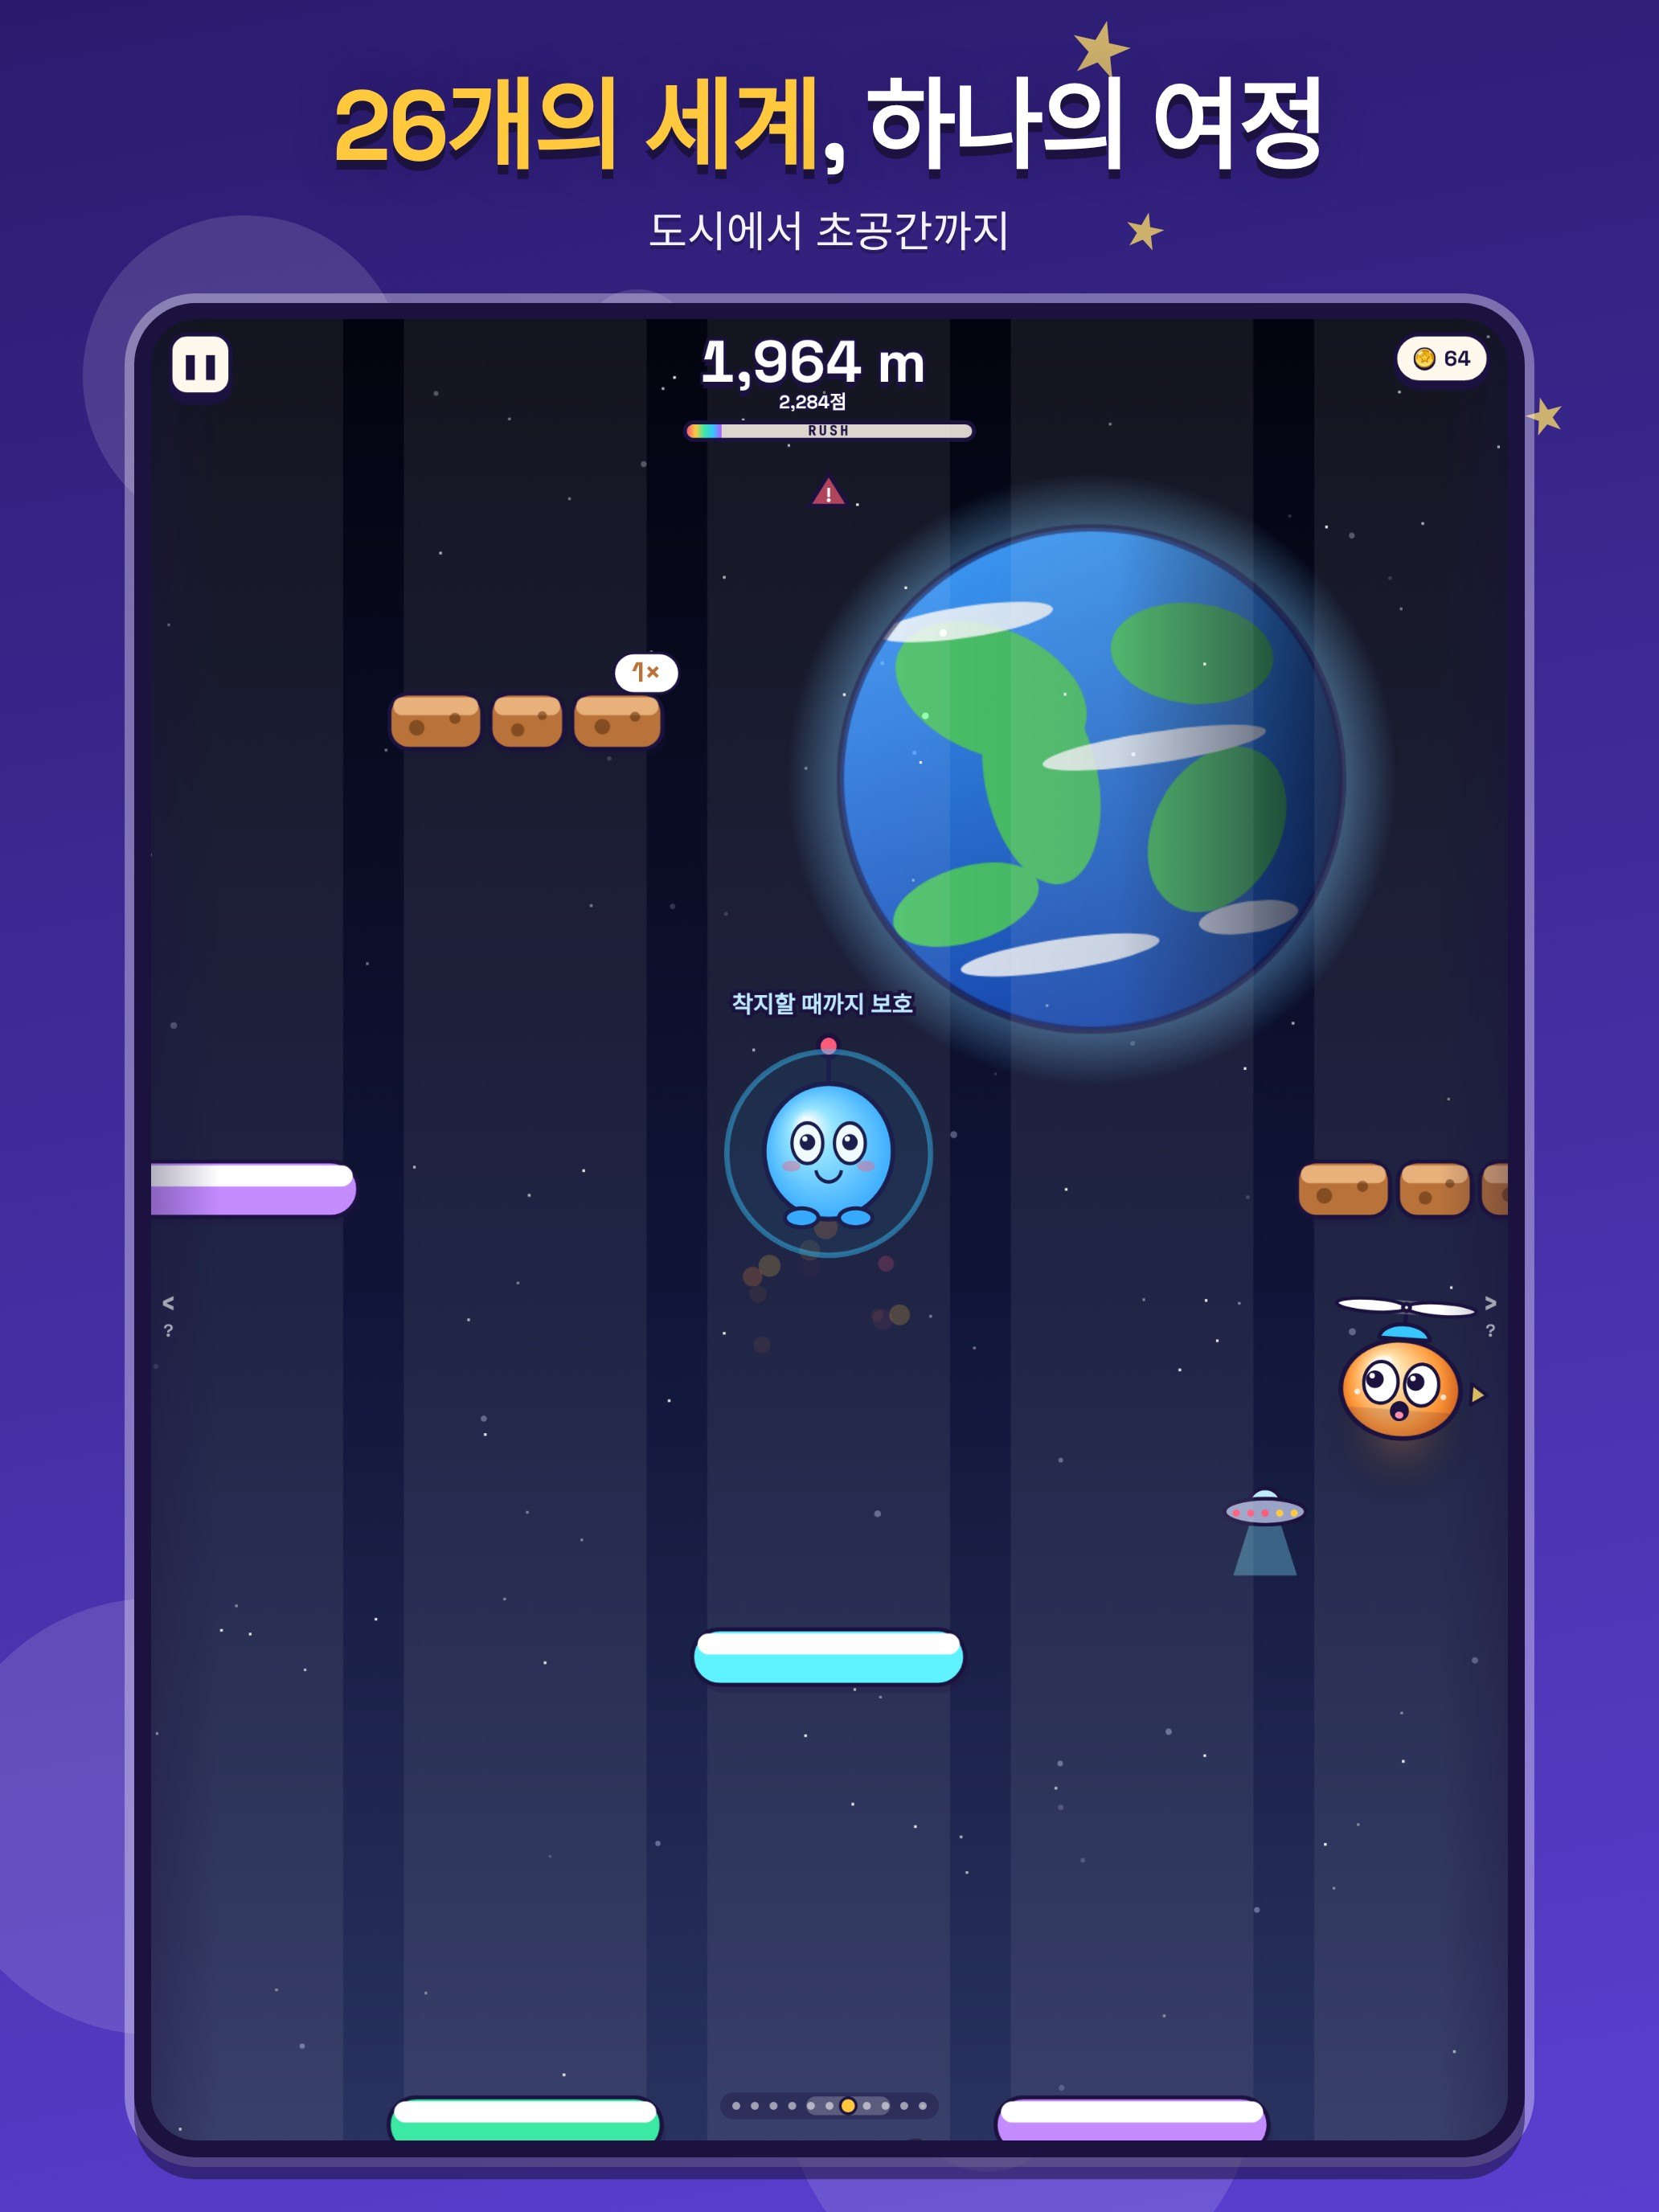 26개의 세계, 하나의 여정
도시에서 초공간까지
1,964 m
64
2,284점
RUSH
!
1×
착지할 때까지 보호
< >
? ?